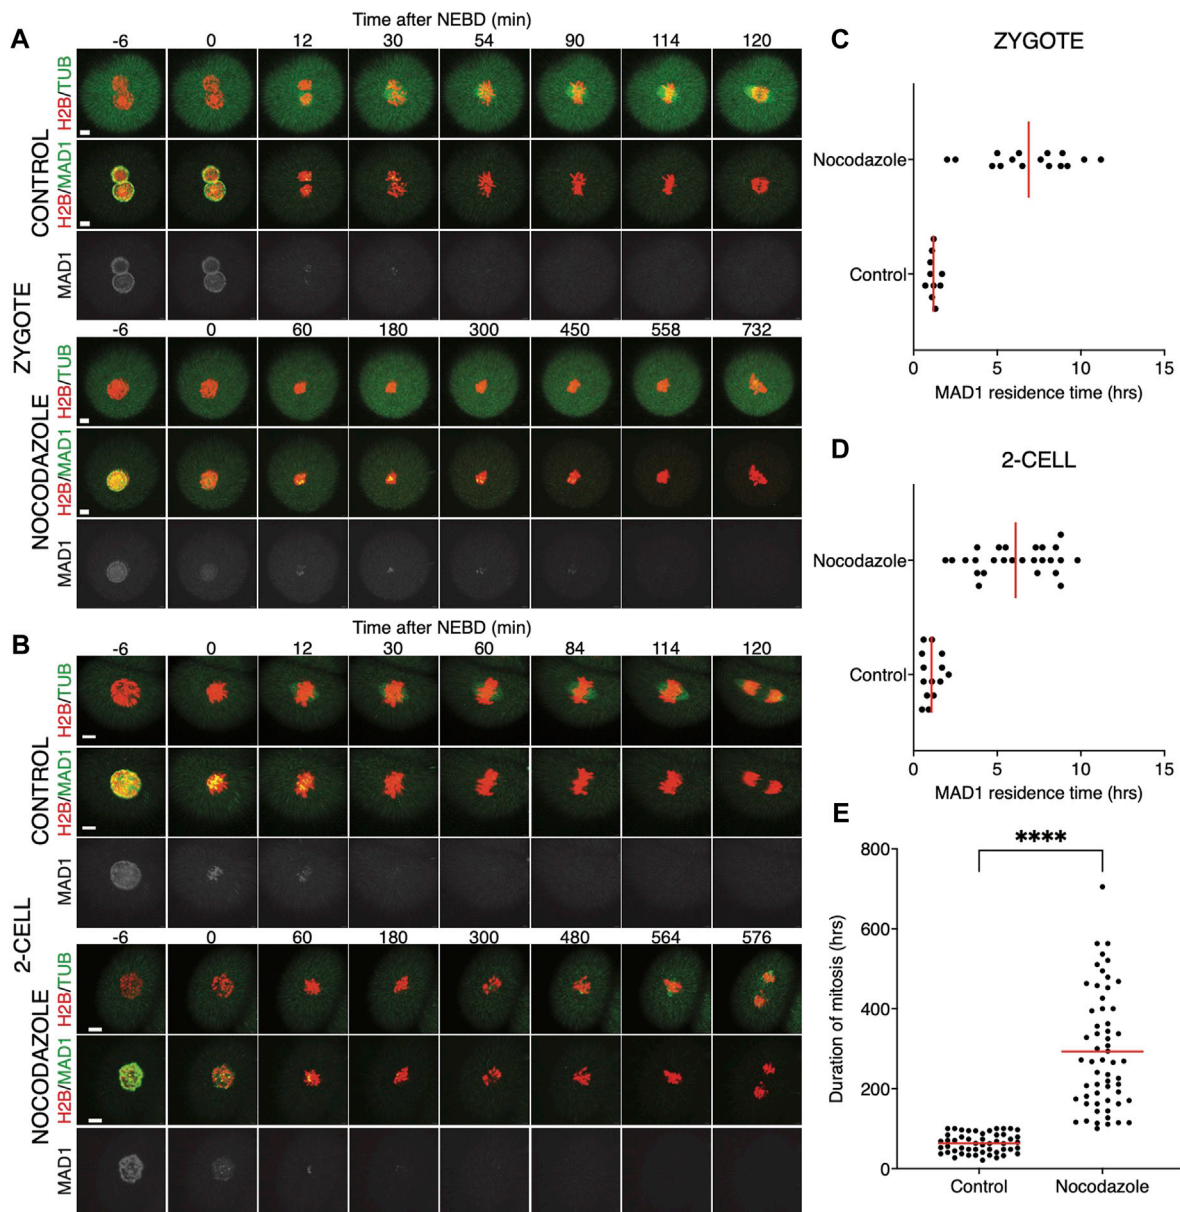 A
Time after NEBD (min)
-6 0 12 30 54 90 114 120
ZYGOTE
CONTROL
H2B/TUB
H2B/MAD1
MAD1
NOCODAZOLE
-6 0 60 180 300 450 558 732
H2B/TUB
H2B/MAD1
MAD1
B
Time after NEBD (min)
-6 0 12 30 60 84 114 120
2-CELL
CONTROL
H2B/TUB
H2B/MAD1
MAD1
NOCODAZOLE
-6 0 60 180 300 480 564 576
H2B/TUB
H2B/MAD1
MAD1
C
ZYGOTE
Nocodazole
Control
0 5 10 15
MAD1 residence time (hrs)
D
2-CELL
Nocodazole
Control
0 5 10 15
MAD1 residence time (hrs)
E
****
Duration of mitosis (hrs)
800
600
400
200
0
Control Nocodazole